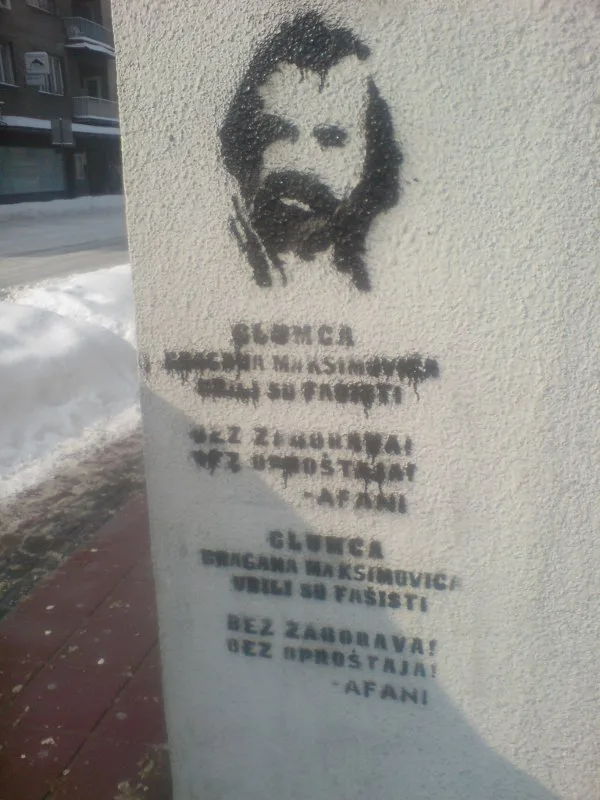 GLUMCA
DRAGANA MAKSIMOVIĆA
UBILI SU FAŠISTI
BEZ ZABORAVA!
BEZ OPROŠTAJA!
-AFANI
GLUMCA
DRAGANA MAKSIMOVIĆA
UBILI SU FAŠISTI
BEZ ZABORAVA!
BEZ OPROŠTAJA!
-AFANI